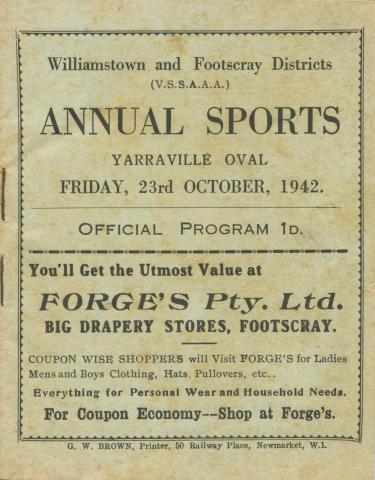 Williamstown and Footscray Districts
(V.S.S.A.A.A.)
ANNUAL SPORTS
YARRAVILLE OVAL
FRIDAY, 23rd OCTOBER, 1942.
OFFICIAL PROGRAM 1D.
You'll Get the Utmost Value at
FORGE'S Pty. Ltd.
BIG DRAPERY STORES, FOOTSCRAY.
COUPON WISE SHOPPERS will Visit FORGE'S for Ladies
Mens and Boys Clothing, Hats, Pullovers, etc..
Everything for Personal Wear and Household Needs.
For Coupon Economy--Shop at Forge's.
G. W. BROWN, Printer, 50 Railway Place, Newmarket, W.1.